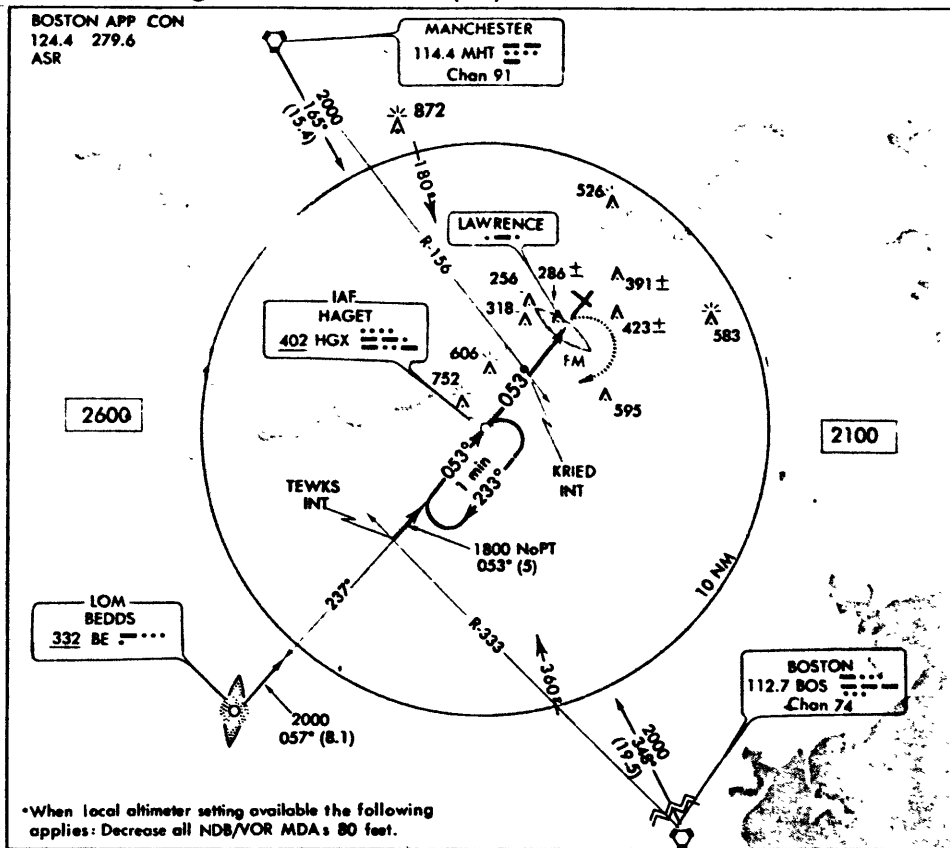 BOSTON APP CON
124.4 279.6
ASR
MANCHESTER
114.4 MHT
Chan 91
2000
165°
(15.4)
872
180
526
LAWRENCE
R-156
256
286 ±
391 ±
318
423 ±
583
IAF
HAGET
402 HGX
606
FM
752
053°
595
2600
2100
053°
1 min
233°
KRIED
INT
TEWKS
INT
1800 NoPT
053° (5)
10 NM
237°
LOM
BEDDS
332 BE
R-333
360
BOSTON
112.7 BOS
Chan 74
2000
057° (8.1)
2000
348°
(19.5)
*When local altimeter setting available the following
applies: Decrease all NDB/VOR MDAs 80 feet.